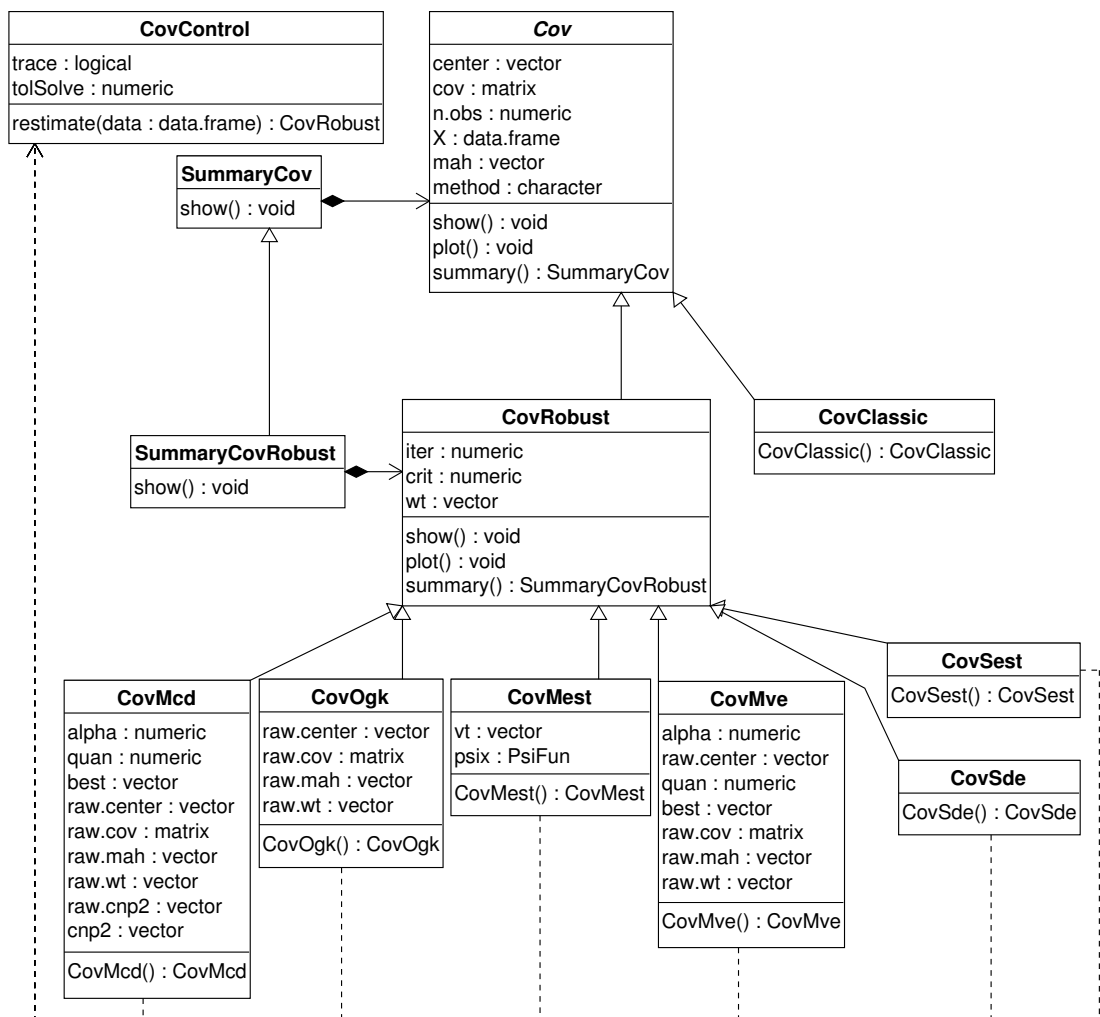 CovControl
trace : logical
tolSolve : numeric
restimate(data : data.frame) : CovRobust
Cov
center : vector
cov : matrix
n.obs : numeric
X : data.frame
mah : vector
method : character
show() : void
plot() : void
summary() : SummaryCov
SummaryCov
show() : void
CovRobust
iter : numeric
crit : numeric
wt : vector
show() : void
plot() : void
summary() : SummaryCovRobust
CovClassic
CovClassic() : CovClassic
SummaryCovRobust
show() : void
CovMcd
alpha : numeric
quan : numeric
best : vector
raw.center : vector
raw.cov : matrix
raw.mah : vector
raw.wt : vector
raw.cnp2 : vector
cnp2 : vector
CovMcd() : CovMcd
CovOgk
raw.center : vector
raw.cov : matrix
raw.mah : vector
raw.wt : vector
CovOgk() : CovOgk
CovMest
vt : vector
psix : PsiFun
CovMest() : CovMest
CovMve
alpha : numeric
raw.center : vector
quan : numeric
best : vector
raw.cov : matrix
raw.mah : vector
raw.wt : vector
CovMve() : CovMve
CovSest
CovSest() : CovSest
CovSde
CovSde() : CovSde